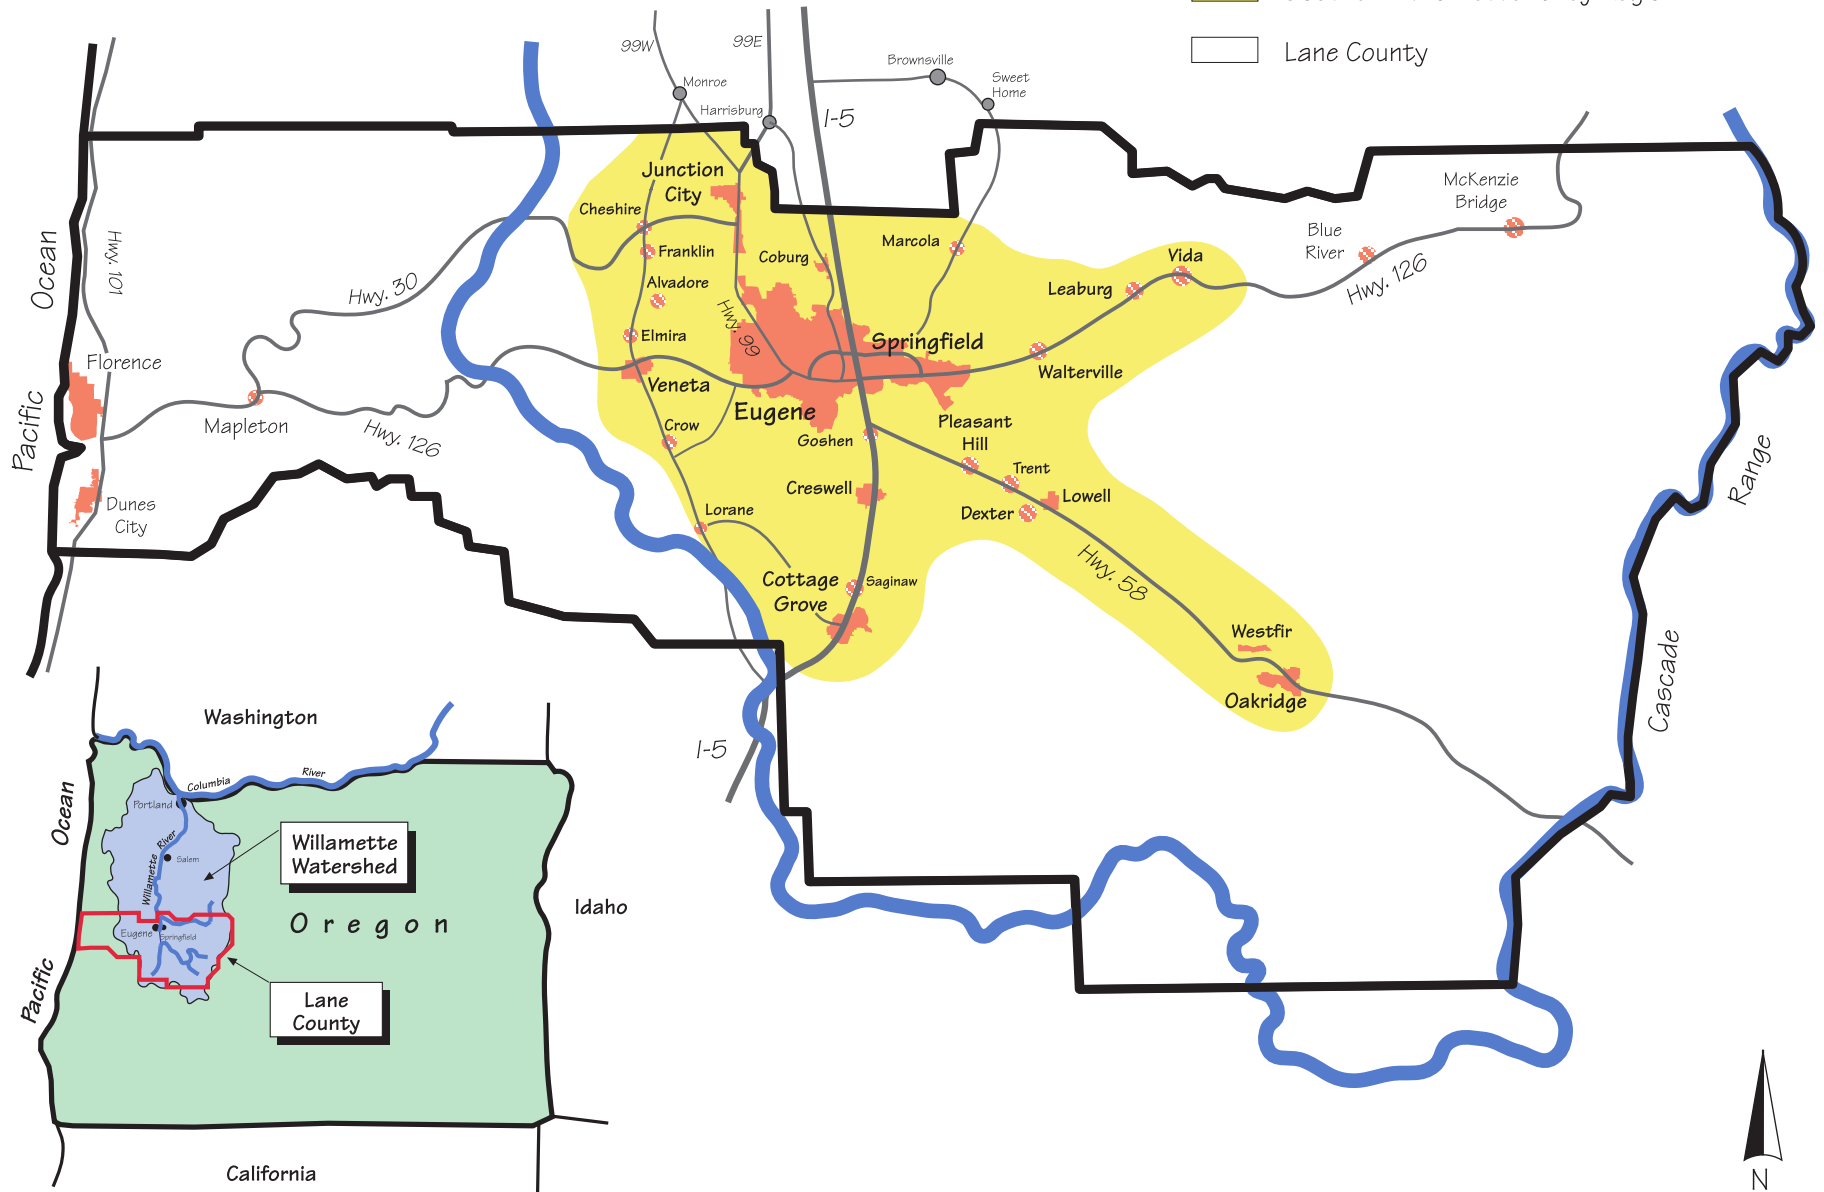 Lane County
99W
99E
Monroe
Harrisburg
Brownsville
Sweet
Home
I-5
Junction
City
Cheshire
Franklin
Alvadore
Elmira
Veneta
Coburg
Marcola
Hwy. 99
Springfield
Eugene
Leaburg
Vida
Walterville
Blue
River
McKenzie
Bridge
Hwy. 126
Pacific Ocean
Hwy. 101
Hwy. 30
Florence
Mapleton
Hwy. 126
Dunes
City
Crow
Goshen
Pleasant
Hill
Trent
Lowell
Dexter
Creswell
Lorane
Cottage
Grove
Saginaw
Hwy. 58
Westfir
Oakridge
I-5
Cascade Range
Washington
Columbia River
Portland
Willamette River
Salem
Willamette
Watershed
Eugene
Springfield
Oregon
Idaho
Lane
County
Pacific Ocean
California
N